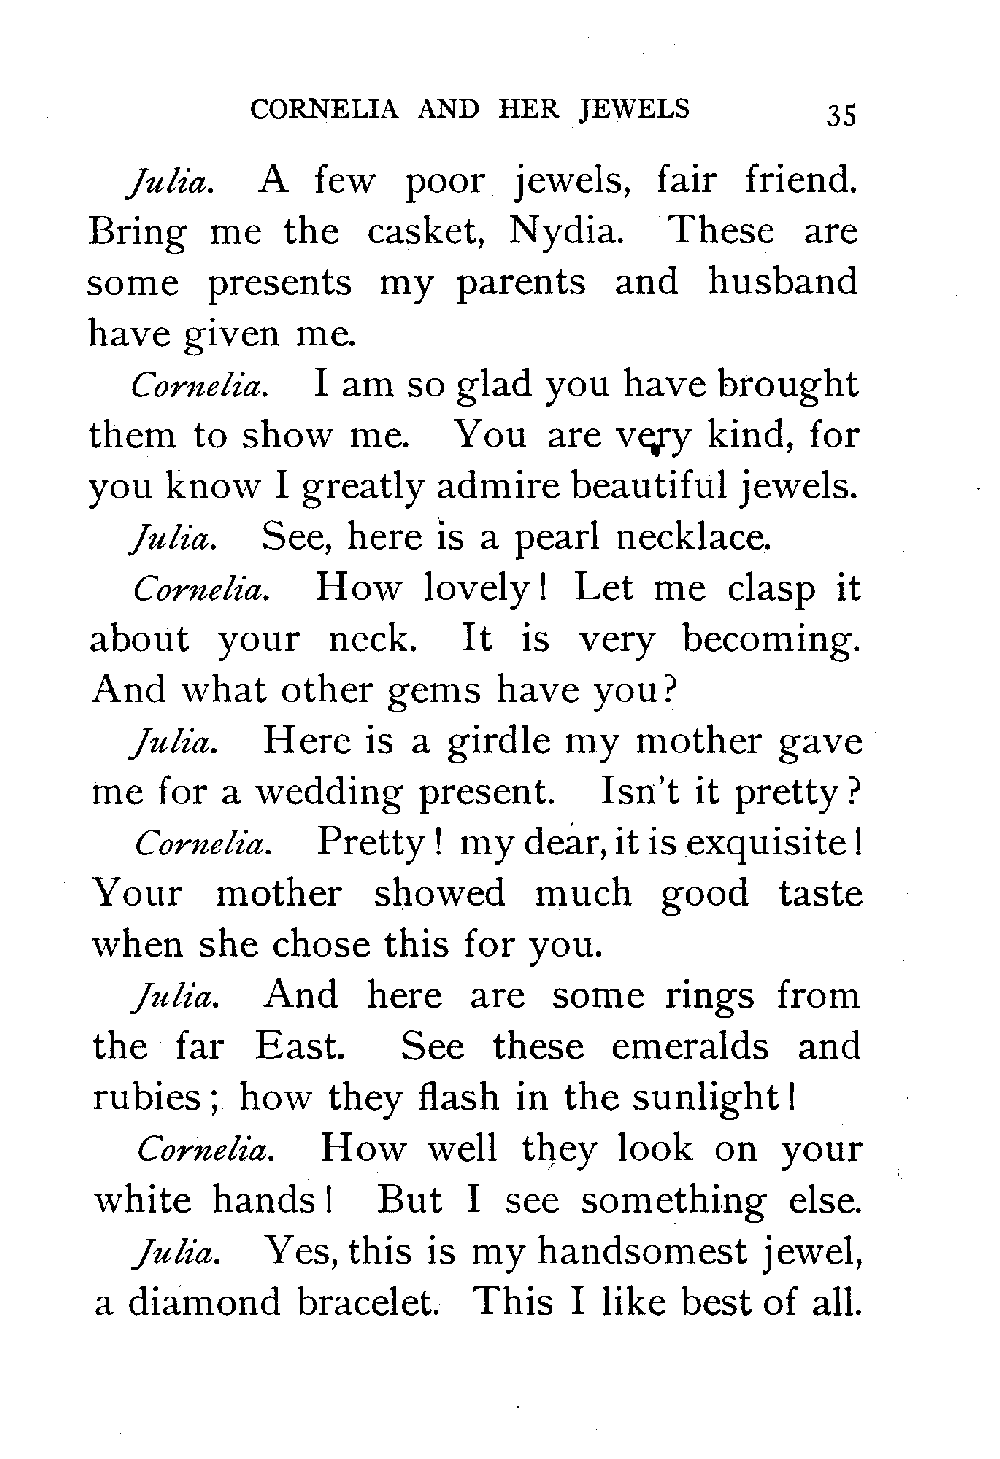 CORNELIA AND HER JEWELS 35
Julia. A few poor jewels, fair friend.
Bring me the casket, Nydia. These are
some presents my parents and husband
have given me.
Cornelia. I am so glad you have brought
them to show me. You are very kind, for
you know I greatly admire beautiful jewels.
Julia. See, here is a pearl necklace.
Cornelia. How lovely! Let me clasp it
about your neck. It is very becoming.
And what other gems have you?
Julia. Here is a girdle my mother gave
me for a wedding present. Isn't it pretty?
Cornelia. Pretty! my dear, it is exquisite!
Your mother showed much good taste
when she chose this for you.
Julia. And here are some rings from
the far East. See these emeralds and
rubies; how they flash in the sunlight!
Cornelia. How well they look on your
white hands! But I see something else.
Julia. Yes, this is my handsomest jewel,
a diamond bracelet. This I like best of all.